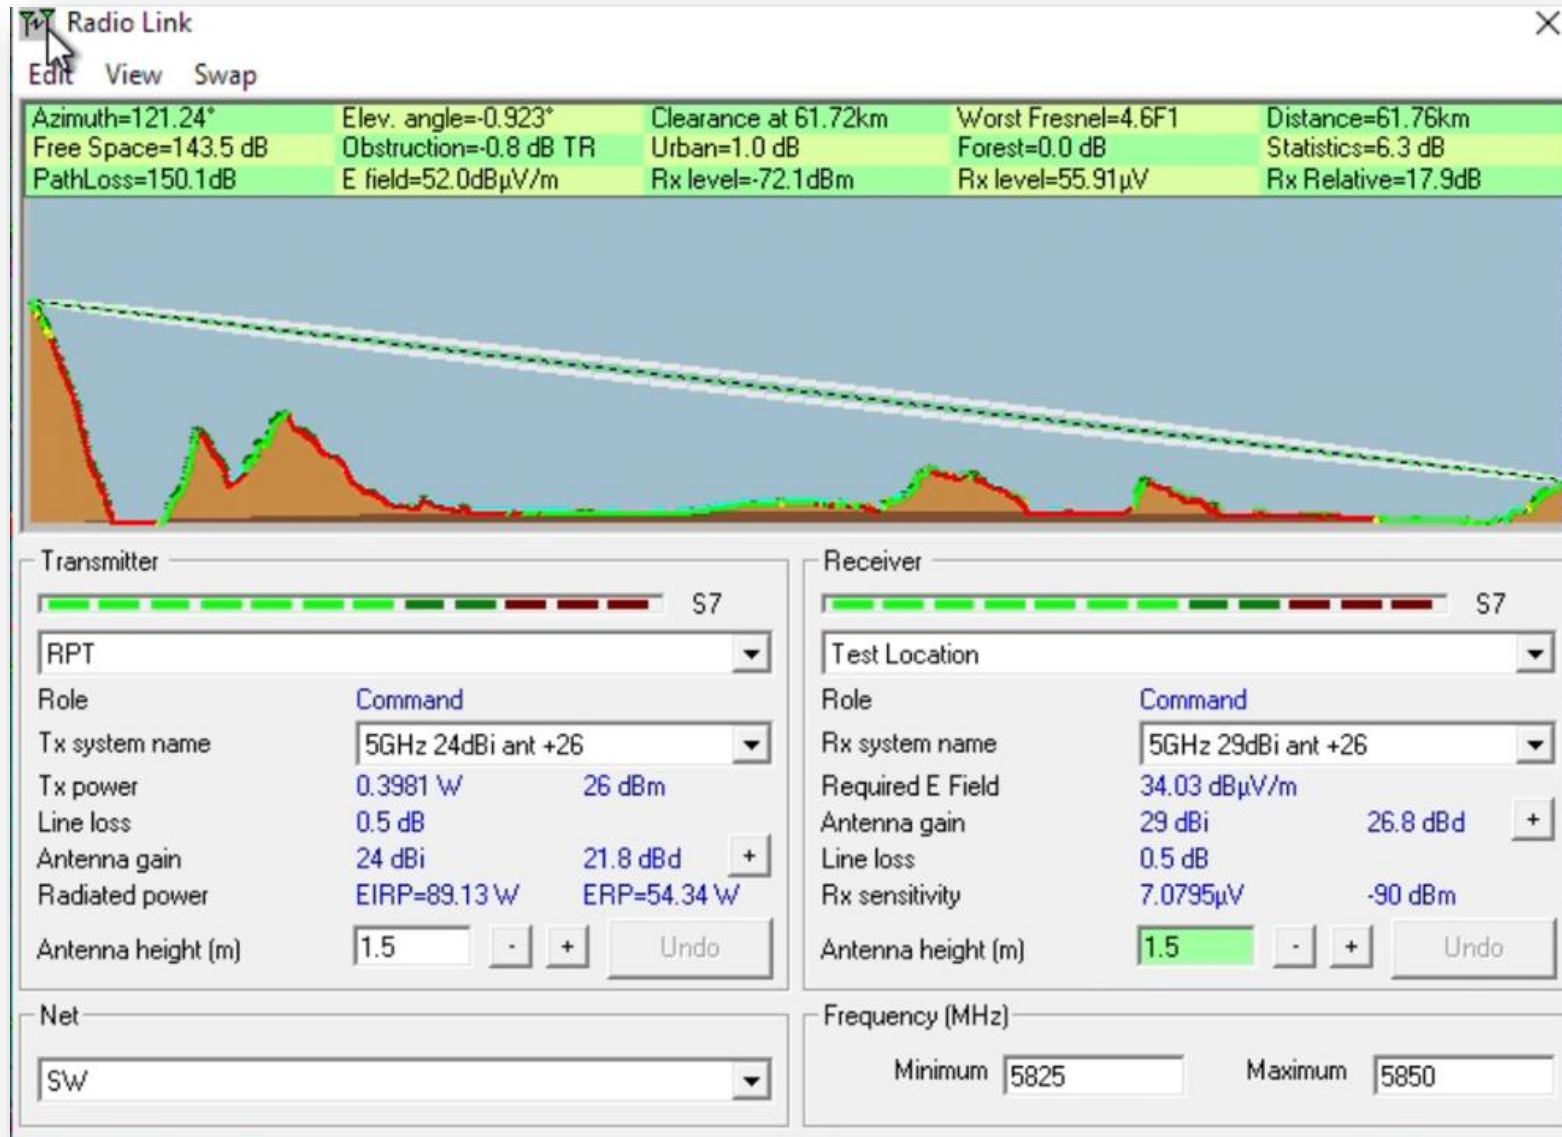 Radio Link
Edit View Swap
Azimuth=121.24° Elev. angle=-0.923° Clearance at 61.72km Worst Fresnel=4.6F1 Distance=61.76km
Free Space=143.5 dB Obstruction=-0.8 dB TR Urban=1.0 dB Forest=0.0 dB Statistics=6.3 dB
PathLoss=150.1dB E field=52.0dBµV/m Rx level=-72.1dBm Rx level=55.91µV Rx Relative=17.9dB
Transmitter
S7
RPT
Role Command
Tx system name 5GHz 24dBi ant +26
Tx power 0.3981 W 26 dBm
Line loss 0.5 dB
Antenna gain 24 dBi 21.8 dBd +
Radiated power EIRP=89.13 W ERP=54.34 W
Antenna height (m) 1.5 - + Undo
Net
SW
Receiver
S7
Test Location
Role Command
Rx system name 5GHz 29dBi ant +26
Required E Field 34.03 dBµV/m
Antenna gain 29 dBi 26.8 dBd +
Line loss 0.5 dB
Rx sensitivity 7.0795µV -90 dBm
Antenna height (m) 1.5 - + Undo
Frequency (MHz)
Minimum 5825 Maximum 5850